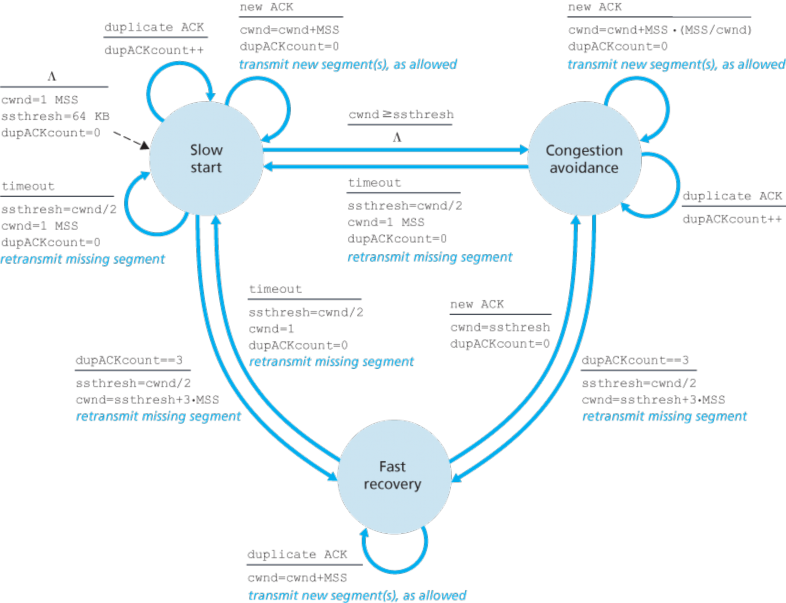 new ACK
cwnd=cwnd+MSS
dupACKcount=0
transmit new segment(s), as allowed
new ACK
cwnd=cwnd+MSS·(MSS/cwnd)
dupACKcount=0
transmit new segment(s), as allowed
duplicate ACK
dupACKcount++
Λ
cwnd=1 MSS
ssthresh=64 KB
dupACKcount=0
Slow
start
cwnd≥ssthresh
Λ
Congestion
avoidance
timeout
ssthresh=cwnd/2
cwnd=1 MSS
dupACKcount=0
retransmit missing segment
timeout
ssthresh=cwnd/2
cwnd=1 MSS
dupACKcount=0
retransmit missing segment
duplicate ACK
dupACKcount++
timeout
ssthresh=cwnd/2
cwnd=1
dupACKcount=0
retransmit missing segment
new ACK
cwnd=ssthresh
dupACKcount=0
dupACKcount==3
ssthresh=cwnd/2
cwnd=ssthresh+3·MSS
retransmit missing segment
dupACKcount==3
ssthresh=cwnd/2
cwnd=ssthresh+3·MSS
retransmit missing segment
Fast
recovery
duplicate ACK
cwnd=cwnd+MSS
transmit new segment(s), as allowed